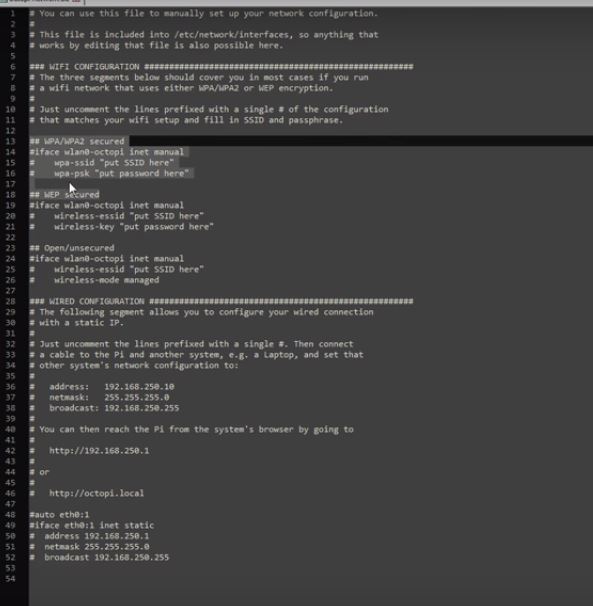 1 # You can use this file to manually set up your network configuration.
2 #
3 # This file is included into /etc/network/interfaces, so anything that
4 # works by editing that file is also possible here.
5
6 ### WIFI CONFIGURATION ######################################################
7 # The three segments below should cover you in most cases if you run
8 # a wifi network that uses either WPA/WPA2 or WEP encryption.
9 #
10 # Just uncomment the lines prefixed with a single # of the configuration
11 # that matches your wifi setup and fill in SSID and passphrase.
12
13 ## WPA/WPA2 secured
14 #iface wlan0-octopi inet manual
15 #    wpa-ssid "put SSID here"
16 #    wpa-psk "put password here"
17
18 ## WEP secured
19 #iface wlan0-octopi inet manual
20 #    wireless-essid "put SSID here"
21 #    wireless-key "put password here"
22
23 ## Open/unsecured
24 #iface wlan0-octopi inet manual
25 #    wireless-essid "put SSID here"
26 #    wireless-mode managed
27
28 ### WIRED CONFIGURATION #####################################################
29 # The following segment allows you to configure your wired connection
30 # with a static IP.
31 #
32 # Just uncomment the lines prefixed with a single #. Then connect
33 # a cable to the Pi and another system, e.g. a Laptop, and set that
34 # other system's network configuration to:
35 #
36 #   address:   192.168.250.10
37 #   netmask:   255.255.255.0
38 #   broadcast: 192.168.250.255
39 #
40 # You can then reach the Pi from the system's browser by going to
41 #
42 #   http://192.168.250.1
43 #
44 # or
45 #
46 #   http://octopi.local
47
48 #auto eth0:1
49 #iface eth0:1 inet static
50 #  address 192.168.250.1
51 #  netmask 255.255.255.0
52 #  broadcast 192.168.250.255
53
54